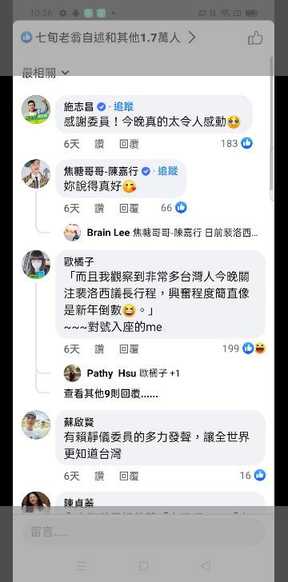 10:26
七旬老翁自述和其他1.7萬人
最相關
施志昌 · 追蹤
感謝委員！今晚真的太令人感動🥹
6天 讚 回覆 183
焦糖哥哥-陳嘉行 · 追蹤
妳說得真好😋
6天 讚 回覆 66
Brain Lee 焦糖哥哥-陳嘉行 日前裴洛西...
歐橘子
「而且我觀察到非常多台灣人今晚關
注裴洛西議長行程，興奮程度簡直像
是新年倒數😆。」
~~~對號入座的me
6天 讚 回覆 199
Pathy Hsu 歐橘子 +1
查看其他9則回覆......
蘇啟賢
有賴靜儀委員的多力發聲，讓全世界
更知道台灣
6天 讚 回覆 16
留言......